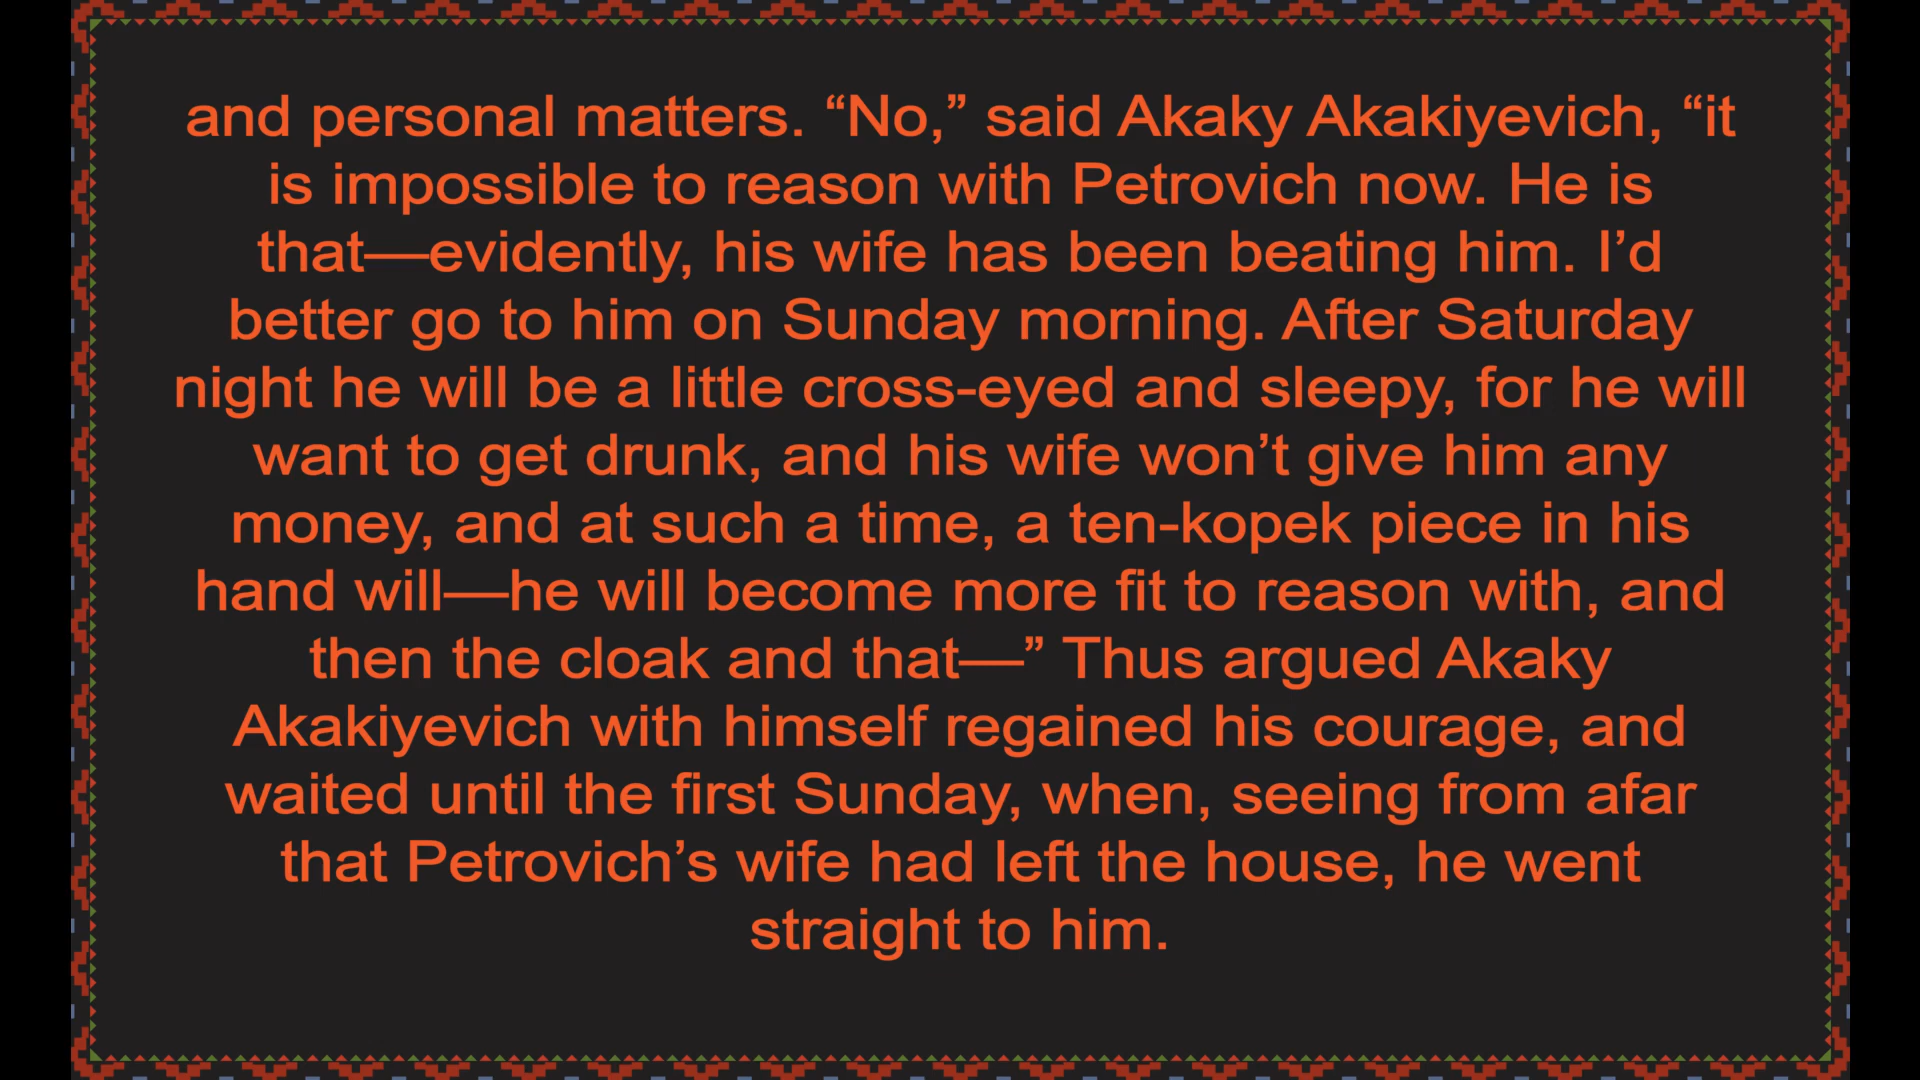 and personal matters. “No,” said Akaky Akakiyevich, “it
is impossible to reason with Petrovich now. He is
that—evidently, his wife has been beating him. I’d
better go to him on Sunday morning. After Saturday
night he will be a little cross-eyed and sleepy, for he will
want to get drunk, and his wife won’t give him any
money, and at such a time, a ten-kopek piece in his
hand will—he will become more fit to reason with, and
then the cloak and that—” Thus argued Akaky
Akakiyevich with himself regained his courage, and
waited until the first Sunday, when, seeing from afar
that Petrovich’s wife had left the house, he went
straight to him.